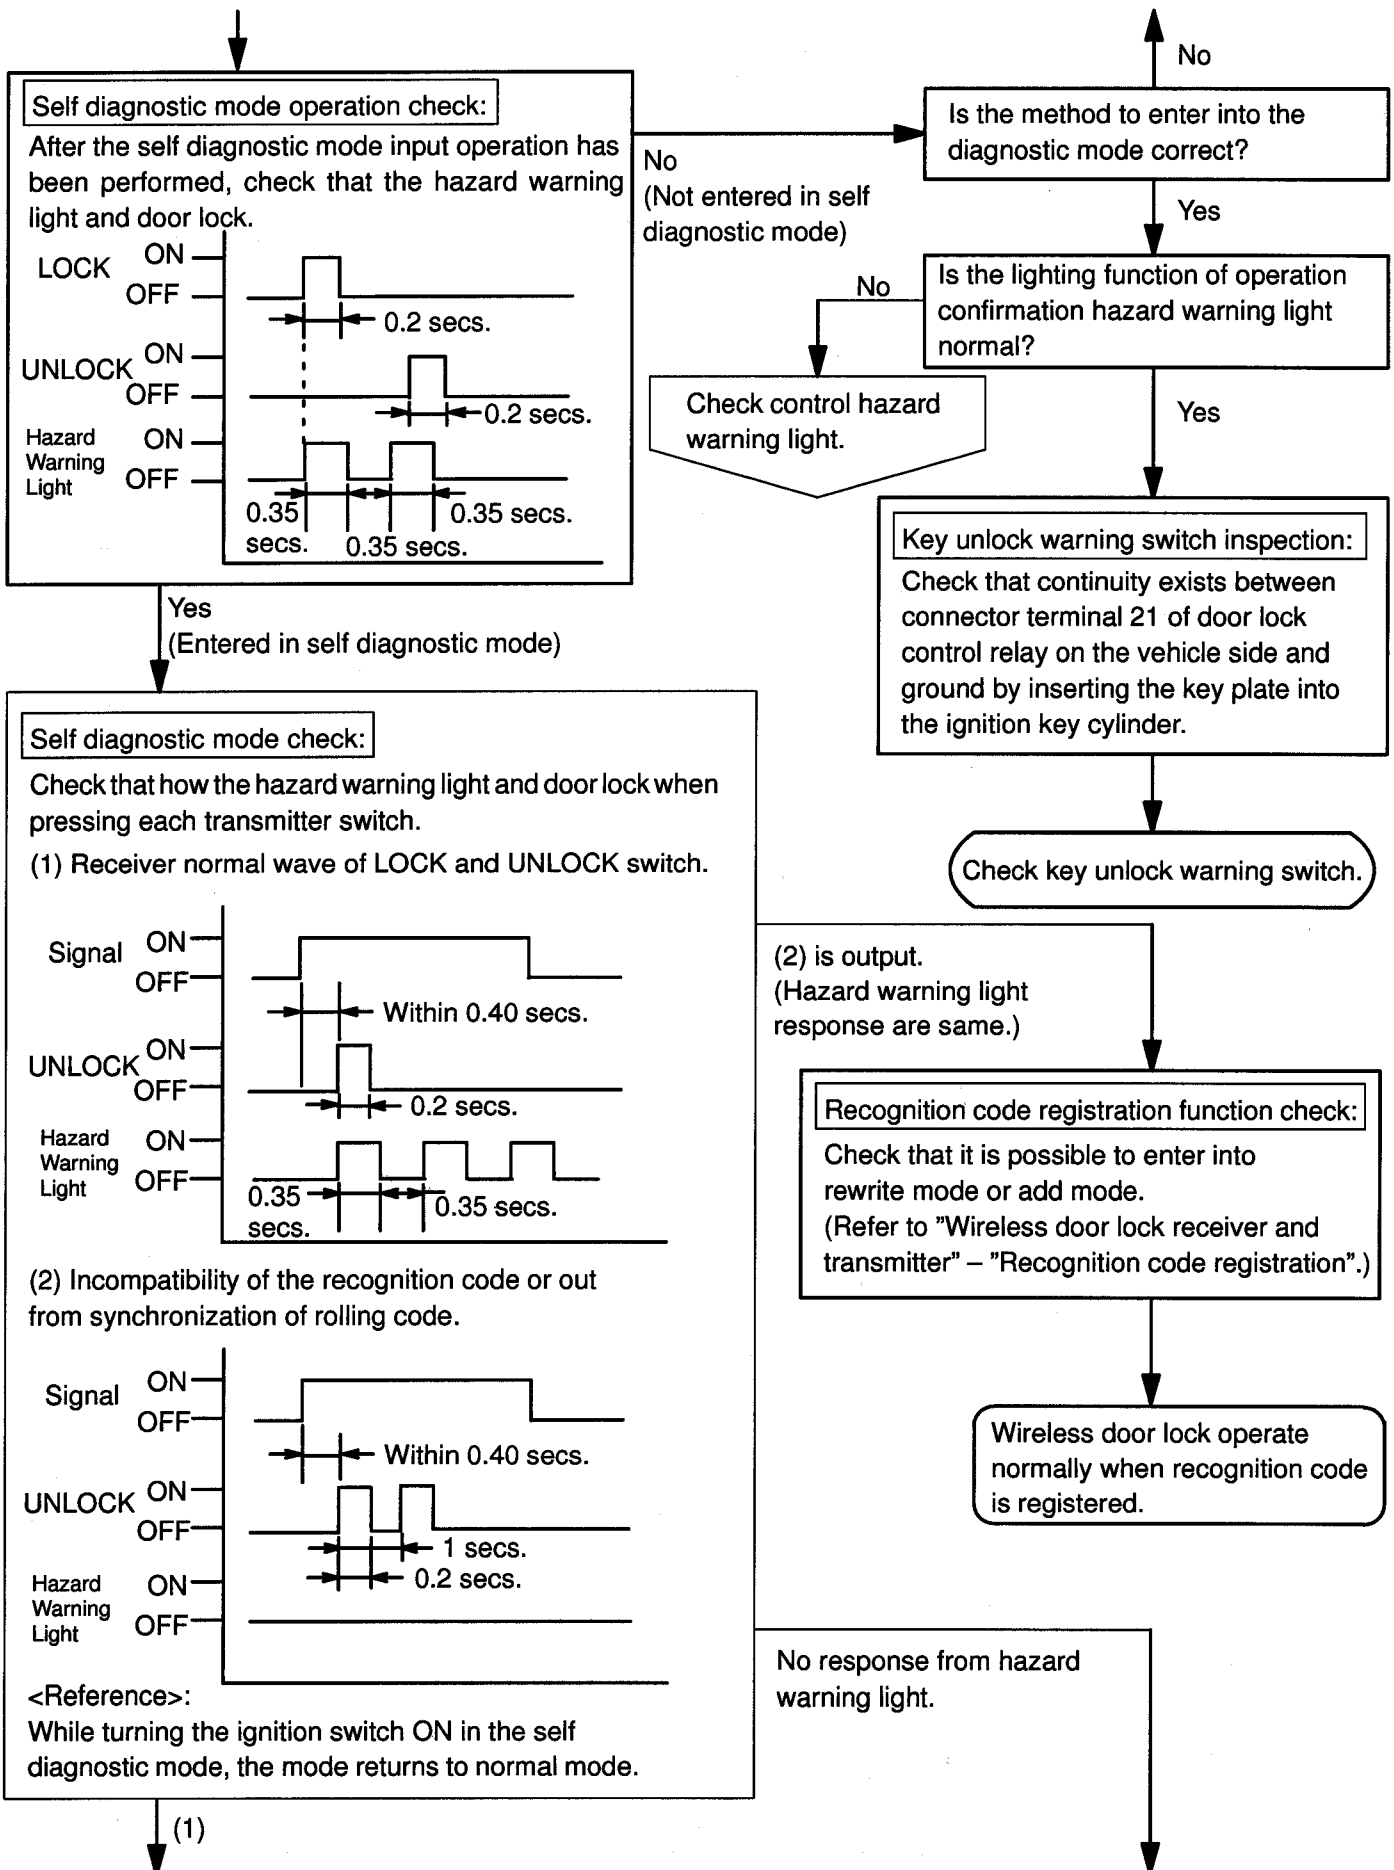 No
Self diagnostic mode operation check:
After the self diagnostic mode input operation has
been performed, check that the hazard warning
light and door lock.
LOCK
ON
OFF
0.2 secs.
UNLOCK
ON
OFF
0.2 secs.
Hazard
Warning
Light
ON
OFF
0.35
secs.
0.35 secs.
0.35 secs.
No
(Not entered in self
diagnostic mode)
Is the method to enter into the
diagnostic mode correct?
Yes
Is the lighting function of operation
confirmation hazard warning light
normal?
No
Check control hazard
warning light.
Yes
Key unlock warning switch inspection:
Check that continuity exists between
connector terminal 21 of door lock
control relay on the vehicle side and
ground by inserting the key plate into
the ignition key cylinder.
Check key unlock warning switch.
Yes
(Entered in self diagnostic mode)
Self diagnostic mode check:
Check that how the hazard warning light and door lock when
pressing each transmitter switch.
(1) Receiver normal wave of LOCK and UNLOCK switch.
Signal
ON
OFF
Within 0.40 secs.
UNLOCK
ON
OFF
0.2 secs.
Hazard
Warning
Light
ON
OFF
0.35
secs.
0.35 secs.
(2) Incompatibility of the recognition code or out
from synchronization of rolling code.
Signal
ON
OFF
Within 0.40 secs.
UNLOCK
ON
OFF
1 secs.
0.2 secs.
Hazard
Warning
Light
ON
OFF
<Reference>:
While turning the ignition switch ON in the self
diagnostic mode, the mode returns to normal mode.
(1)
(2) is output.
(Hazard warning light
response are same.)
Recognition code registration function check:
Check that it is possible to enter into
rewrite mode or add mode.
(Refer to ”Wireless door lock receiver and
transmitter” – ”Recognition code registration”.)
Wireless door lock operate
normally when recognition code
is registered.
No response from hazard
warning light.